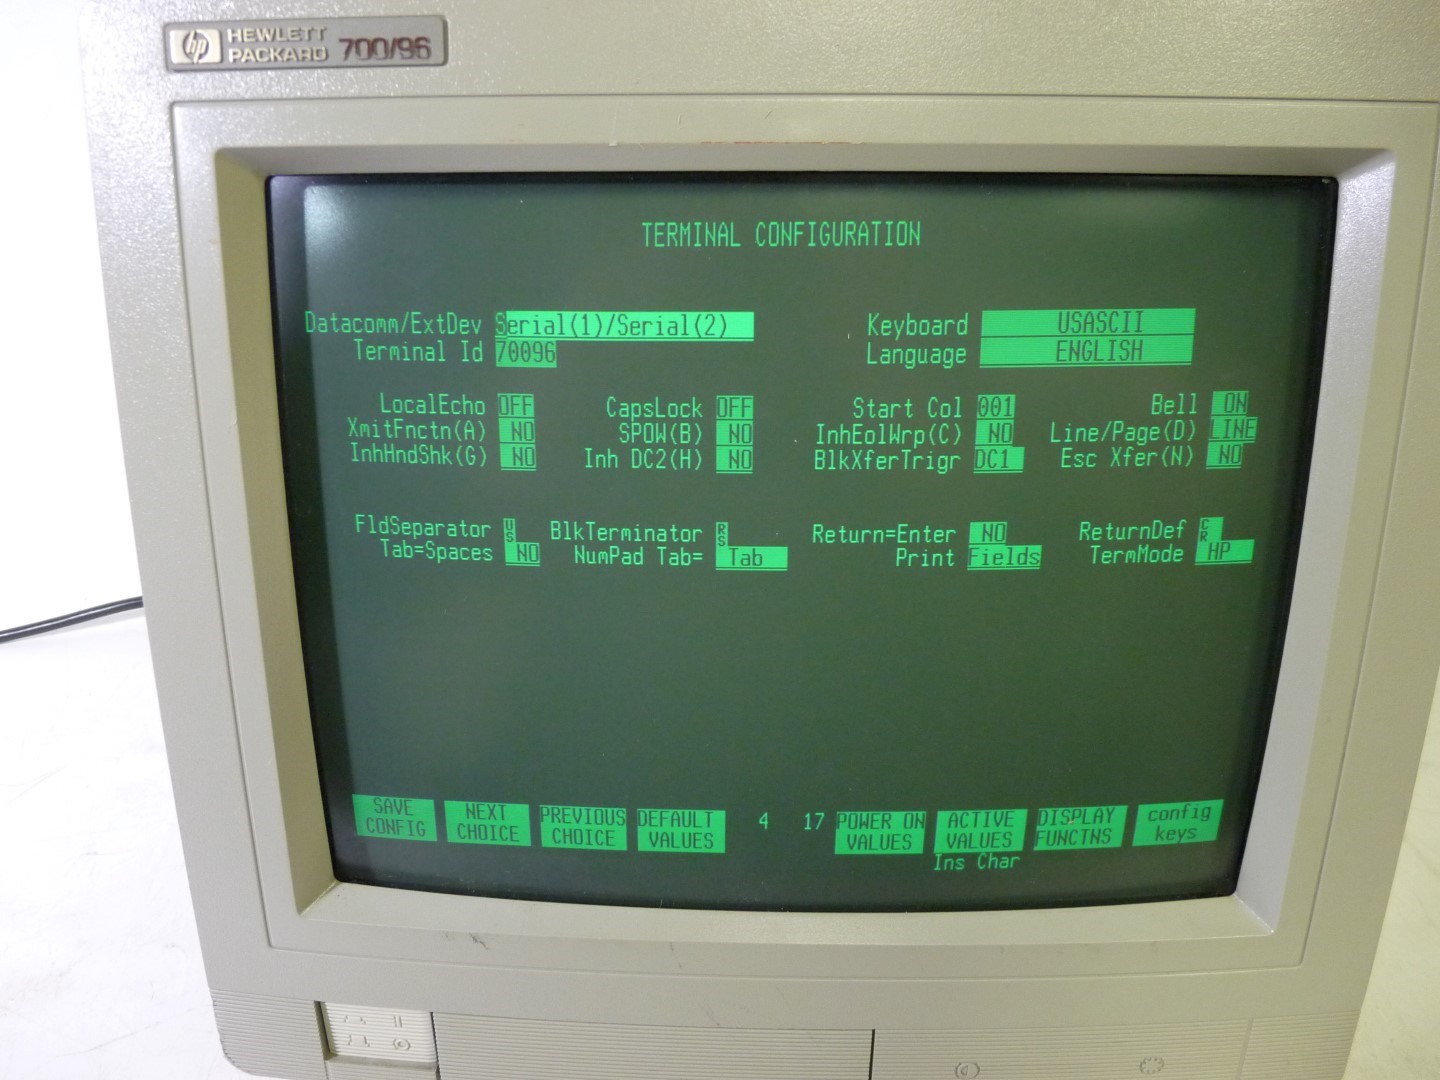 hp HEWLETT PACKARD 700/96
TERMINAL CONFIGURATION
Datacomm/ExtDev Serial(1)/Serial(2) Keyboard USASCII
Terminal Id 70096 Language ENGLISH
LocalEcho OFF CapsLock OFF Start Col 001 Bell ON
XmitFnctn(A) NO SPOW(B) NO InhEolWrp(C) NO Line/Page(D) LINE
InhHndShk(G) NO Inh DC2(H) NO BlkXferTrigr DC1 Esc Xfer(N) NO
FldSeparator US BlkTerminator RS Return=Enter NO ReturnDef CR
Tab=Spaces NO NumPad Tab= Tab Print Fields TermMode HP
SAVE CONFIG NEXT CHOICE PREVIOUS CHOICE DEFAULT VALUES 4 17 POWER ON VALUES ACTIVE VALUES DISPLAY FUNCTNS config keys
Ins Char